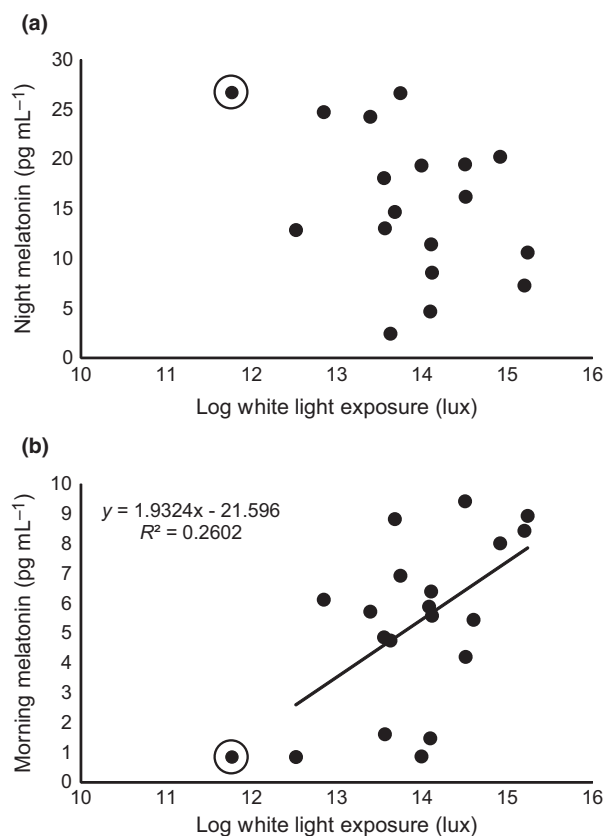 (a)
Night melatonin (pg mL⁻¹)
30
25
20
15
10
5
0
10 11 12 13 14 15 16
Log white light exposure (lux)
(b)
Morning melatonin (pg mL⁻¹)
10
9
8
7
6
5
4
3
2
1
0
y = 1.9324x - 21.596
R² = 0.2602
10 11 12 13 14 15 16
Log white light exposure (lux)